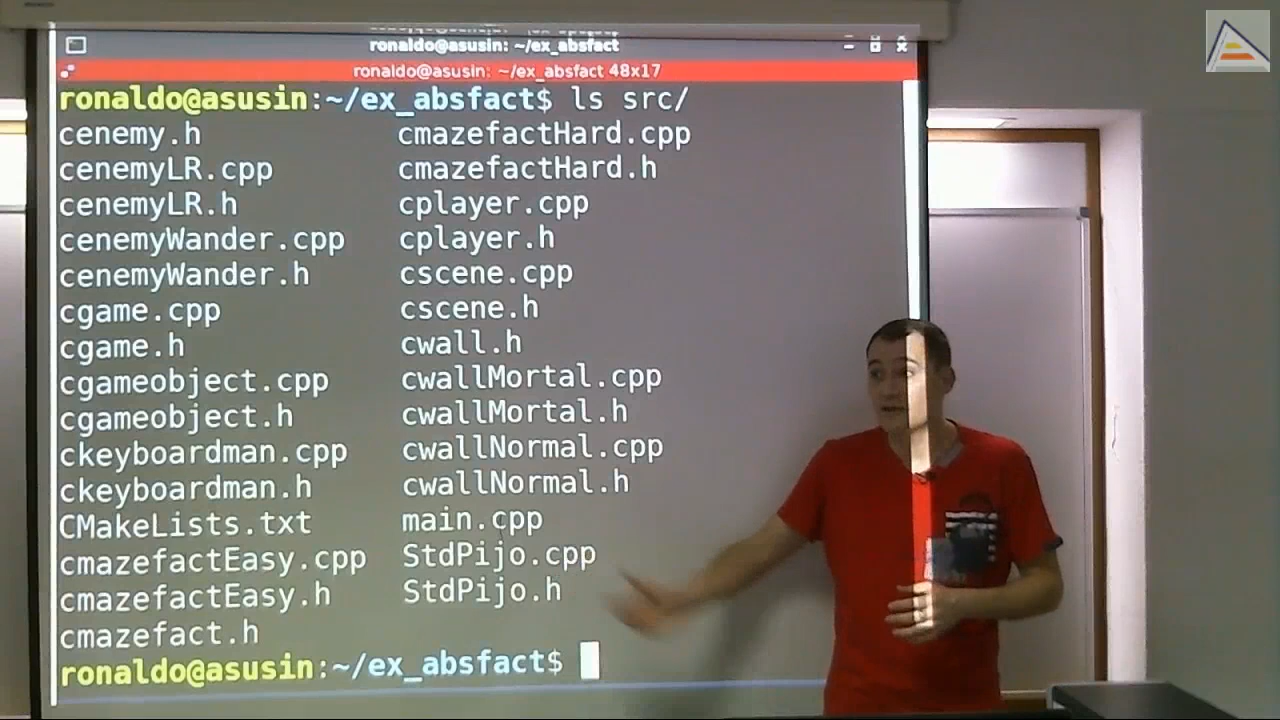 ronaldo@asusin: ~/ex_absfact
ronaldo@asusin: ~/ex_absfact 48x17
ronaldo@asusin:~/ex_absfact$ ls src/
cenemy.h cmazefactHard.cpp
cenemyLR.cpp cmazefactHard.h
cenemyLR.h cplayer.cpp
cenemyWander.cpp cplayer.h
cenemyWander.h cscene.cpp
cgame.cpp cscene.h
cgame.h cwall.h
cgameobject.cpp cwallMortal.cpp
cgameobject.h cwallMortal.h
ckeyboardman.cpp cwallNormal.cpp
ckeyboardman.h cwallNormal.h
CMakeLists.txt main.cpp
cmazefactEasy.cpp StdPijo.cpp
cmazefactEasy.h StdPijo.h
cmazefact.h
ronaldo@asusin:~/ex_absfact$